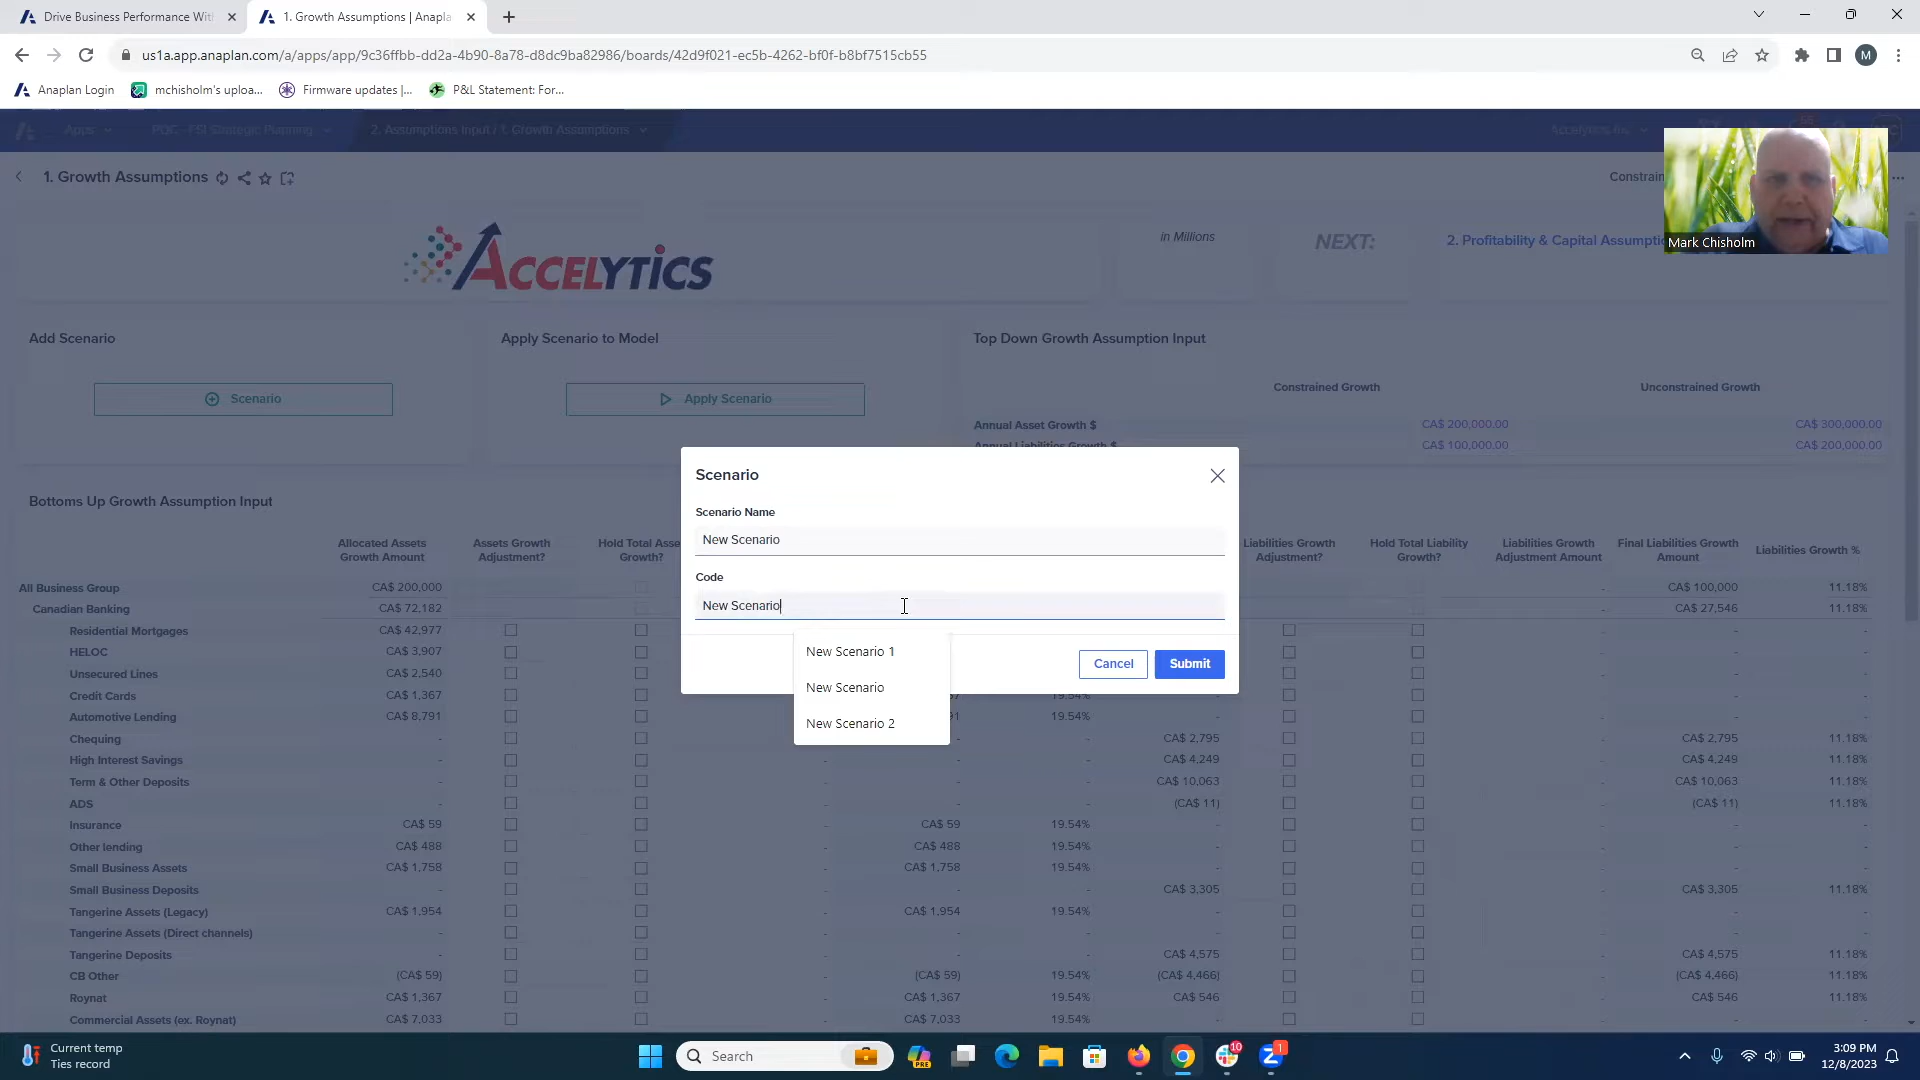 Drive Business Performance Wit
1. Growth Assumptions | Anapla
us1a.app.anaplan.com/a/apps/app/9c36ffbb-dd2a-4b90-8a78-d8dc9ba82986/boards/42d9f021-ec5b-4262-bf0f-b8bf7515cb55
M
Anaplan Login
mchisholm's uploa...
Firmware updates |...
P&L Statement: For...
Apps
PDF - FSI Strategic Planning
2. Assumptions Input / 1. Growth Assumptions
1. Growth Assumptions
Constrain
Mark Chisholm
ACCELYTICS
in Millions
NEXT:
2. Profitability & Capital Assumptio
Add Scenario
Apply Scenario to Model
Top Down Growth Assumption Input
Scenario
Apply Scenario
Constrained Growth
Unconstrained Growth
Annual Asset Growth $ CA$ 200,000.00 CA$ 300,000.00
Annual Liabilities Growth $ CA$ 100,000.00 CA$ 200,000.00
Scenario
Scenario Name
New Scenario
Code
New Scenario
New Scenario 1
New Scenario
New Scenario 2
Cancel
Submit
Bottoms Up Growth Assumption Input
Allocated Assets Growth Amount
Assets Growth Adjustment?
Hold Total Asse Growth?
Liabilities Growth Adjustment?
Hold Total Liability Growth?
Liabilities Growth Adjustment Amount
Final Liabilities Growth Amount
Liabilities Growth %
All Business Group CA$ 200,000 - CA$ 100,000 11.18%
Canadian Banking CA$ 72,182 - CA$ 27,546 11.18%
Residential Mortgages CA$ 42,977 - - -
HELOC CA$ 3,907 - - -
Unsecured Lines CA$ 2,540 - - -
Credit Cards CA$ 1,367 19.54% - - - -
Automotive Lending CA$ 8,791 91 19.54% - - - -
Chequing - - - CA$ 2,795 - CA$ 2,795 11.18%
High Interest Savings - - - - CA$ 4,249 - CA$ 4,249 11.18%
Term & Other Deposits - - - - CA$ 10,063 - CA$ 10,063 11.18%
ADS - - - - (CA$ 11) - (CA$ 11) 11.18%
Insurance CA$ 59 - CA$ 59 19.54% - - - -
Other lending CA$ 488 - CA$ 488 19.54% - - - -
Small Business Assets CA$ 1,758 - CA$ 1,758 19.54% - - - -
Small Business Deposits - - - - CA$ 3,305 - CA$ 3,305 11.18%
Tangerine Assets (Legacy) CA$ 1,954 - CA$ 1,954 19.54% - - - -
Tangerine Assets (Direct channels) - - - - - - - -
Tangerine Deposits - - - - CA$ 4,575 - CA$ 4,575 11.18%
CB Other (CA$ 59) - (CA$ 59) 19.54% (CA$ 4,466) - (CA$ 4,466) 11.18%
Roynat CA$ 1,367 - CA$ 1,367 19.54% CA$ 546 - CA$ 546 11.18%
Commercial Assets (ex. Roynat) CA$ 7,033 - CA$ 7,033 19.54% - - - -
Current temp
Ties record
Search
PRE
10
1
3:09 PM
12/8/2023